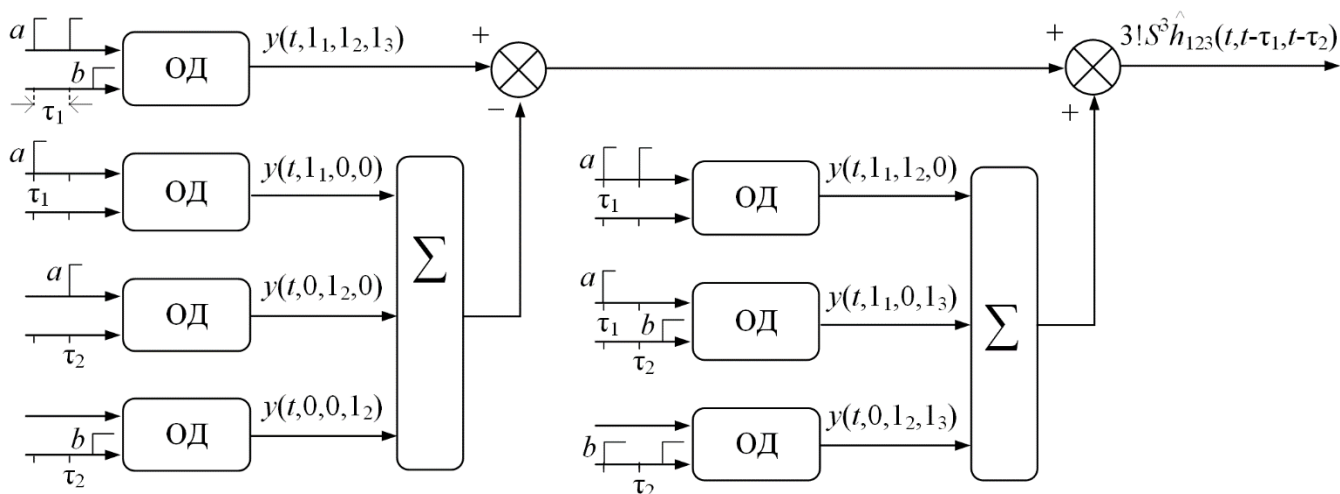 a ОД y(t,1₁,1₂,1₃) + 3!S³ĥ₁₂₃(t,t-τ₁,t-τ₂)
b − + +
τ₁
a ОД y(t,1₁,0,0)
τ₁
a ОД y(t,0,1₂,0)
τ₂
ОД y(t,0,0,1₂)
b
τ₂
Σ
a ОД y(t,1₁,1₂,0)
τ₁
a ОД y(t,1₁,0,1₃)
τ₁ b
τ₂
ОД y(t,0,1₂,1₃)
b
τ₂
Σ